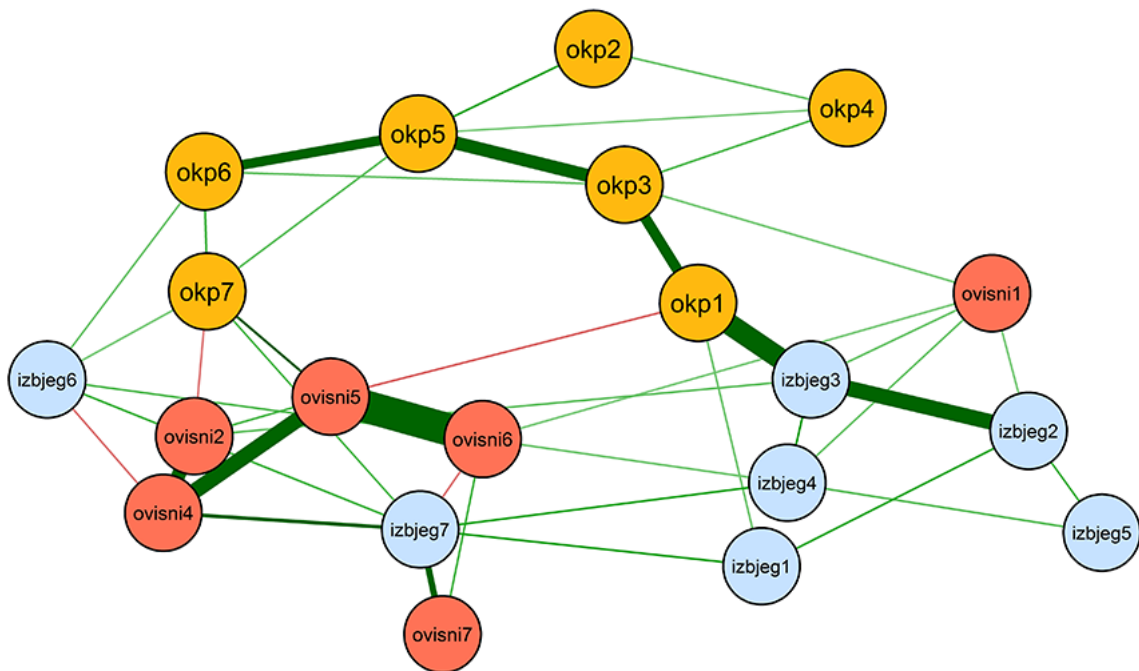 okp2
okp4
okp5
okp6
okp3
okp7
okp1
ovisni1
izbjeg6
ovisni5
izbjeg3
ovisni2
ovisni6
izbjeg2
izbjeg4
ovisni4
izbjeg7
izbjeg5
izbjeg1
ovisni7